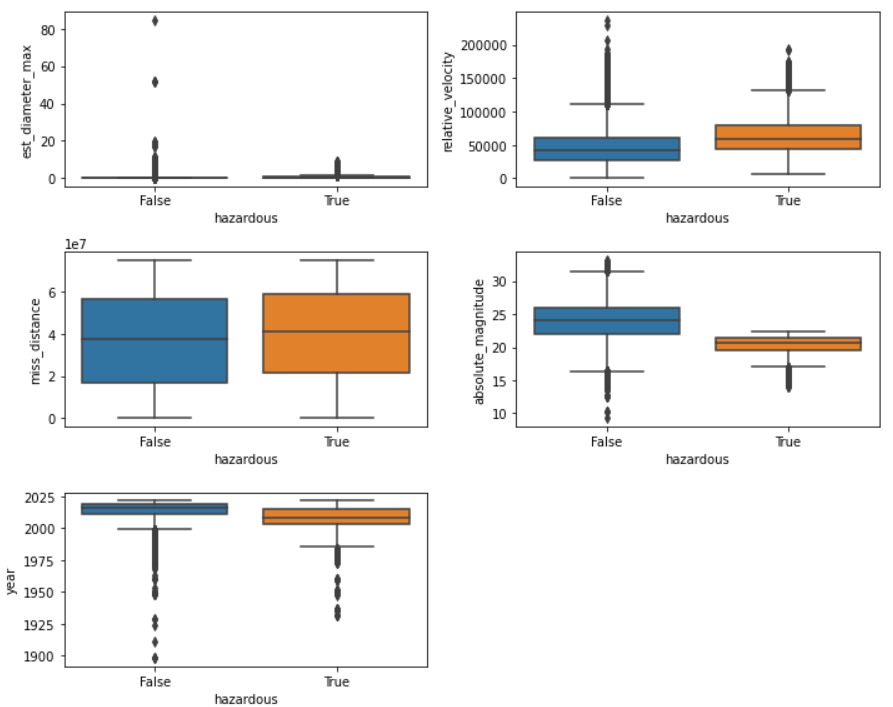 est_diameter_max
80
60
40
20
0
False
True
hazardous
relative_velocity
200000
150000
100000
50000
0
False
True
hazardous
1e7
miss_distance
6
4
2
0
False
True
hazardous
absolute_magnitude
30
25
20
15
10
False
True
hazardous
year
2025
2000
1975
1950
1925
1900
False
True
hazardous